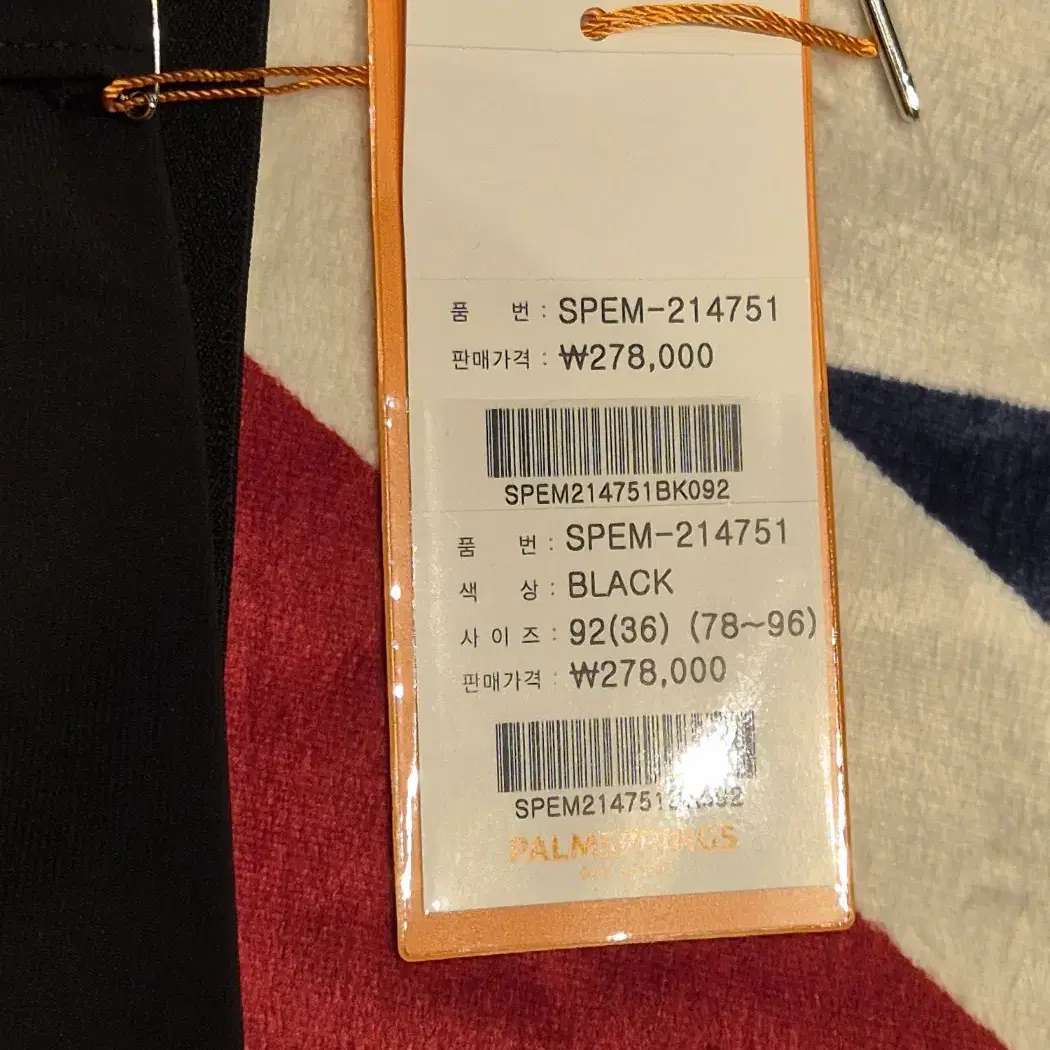 품 번 : SPEM-214751
판매가격 : ₩278,000
SPEM214751BK092
품 번 : SPEM-214751
색 상 : BLACK
사 이 즈 : 92(36) (78~96)
판매가격 : ₩278,000
PALMSPRINGS